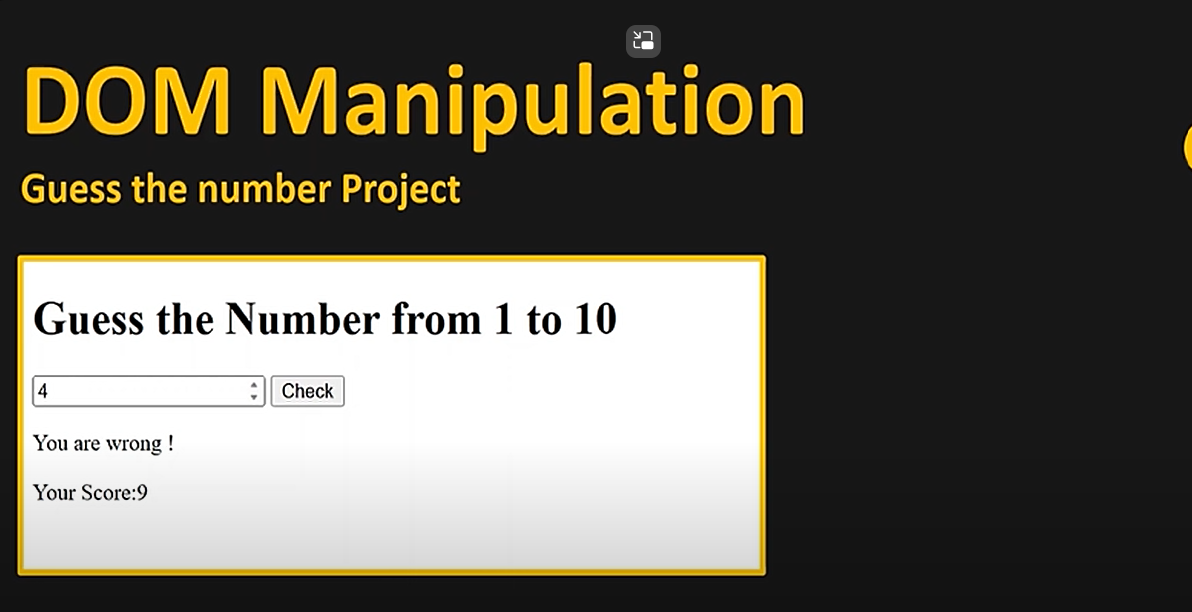 DOM Manipulation
Guess the number Project
Guess the Number from 1 to 10
4 Check
You are wrong !
Your Score:9